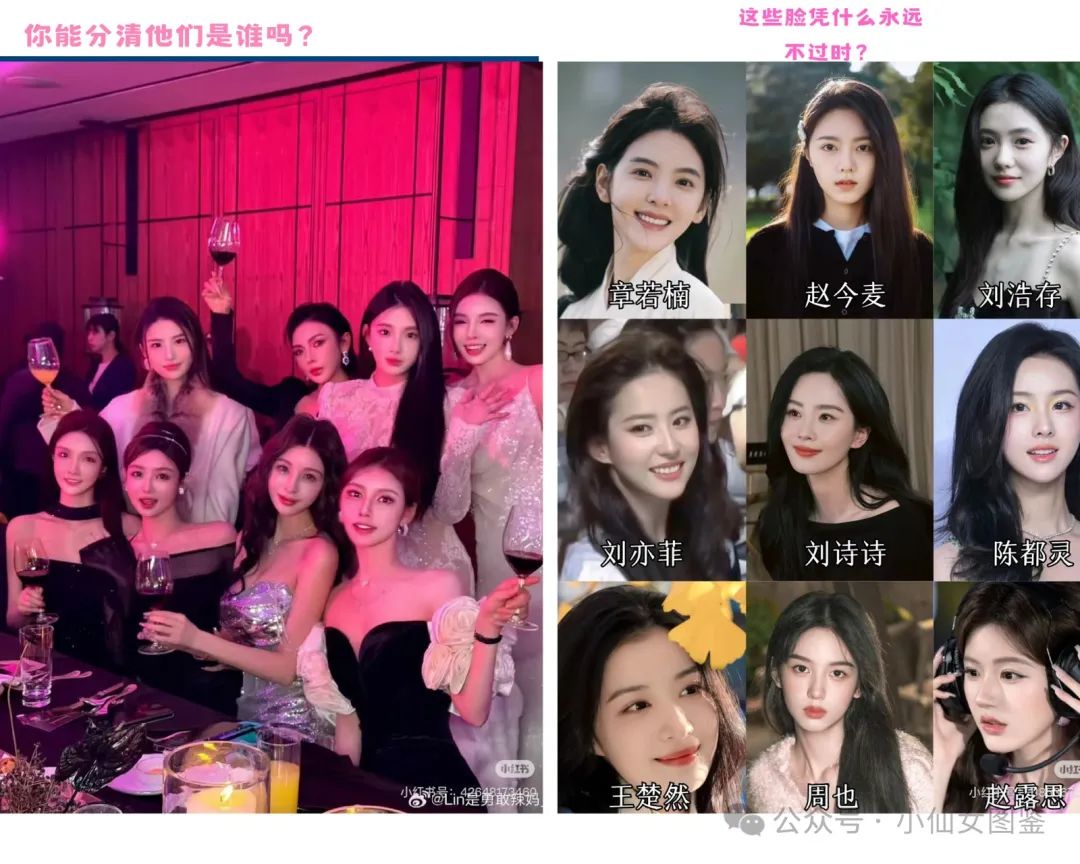 你能分清他们是谁吗？
这些脸凭什么永远
不过时？
章若楠
赵今麦
刘浩存
刘亦菲
刘诗诗
陈都灵
王楚然
周也
赵露思
小红书
小红书号：42648173460
@Lin是勇敢辣妈
公众号·小仙女图鉴